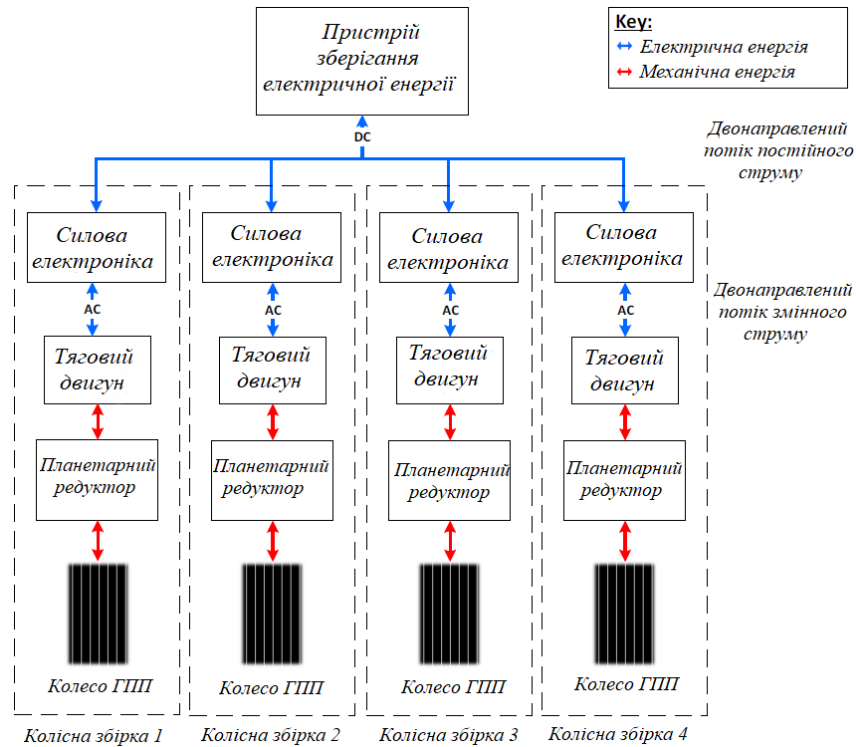 Пристрій
зберігання
електричної енергії
Key:
Електрична енергія
Механічна енергія
DC
Двонаправлений
потік постійного
струму
Силова
електроніка
Силова
електроніка
Силова
електроніка
Силова
електроніка
AC
AC
AC
AC
Двонаправлений
потік змінного
струму
Тяговий
двигун
Тяговий
двигун
Тяговий
двигун
Тяговий
двигун
Планетарний
редуктор
Планетарний
редуктор
Планетарний
редуктор
Планетарний
редуктор
Колесо ГПП
Колесо ГПП
Колесо ГПП
Колесо ГПП
Колісна збірка 1
Колісна збірка 2
Колісна збірка 3
Колісна збірка 4